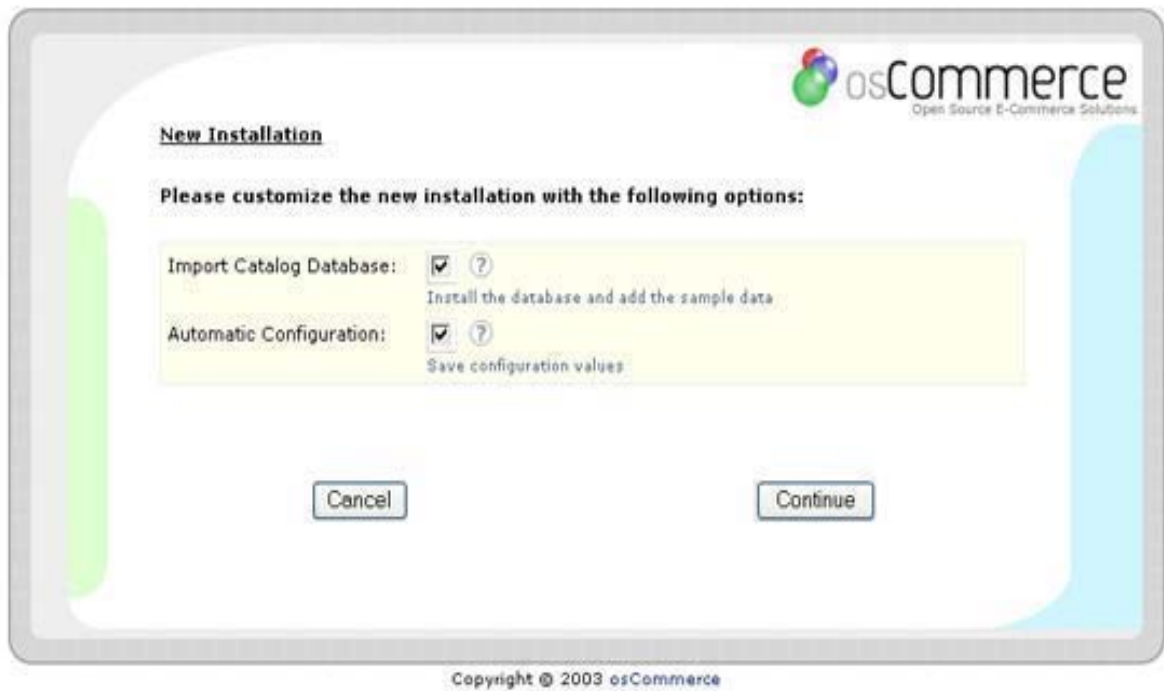 osCommerce
Open Source E-Commerce Solutions
New Installation
Please customize the new installation with the following options:
Import Catalog Database: ?
Install the database and add the sample data
Automatic Configuration: ?
Save configuration values
Cancel Continue
Copyright @ 2003 osCommerce